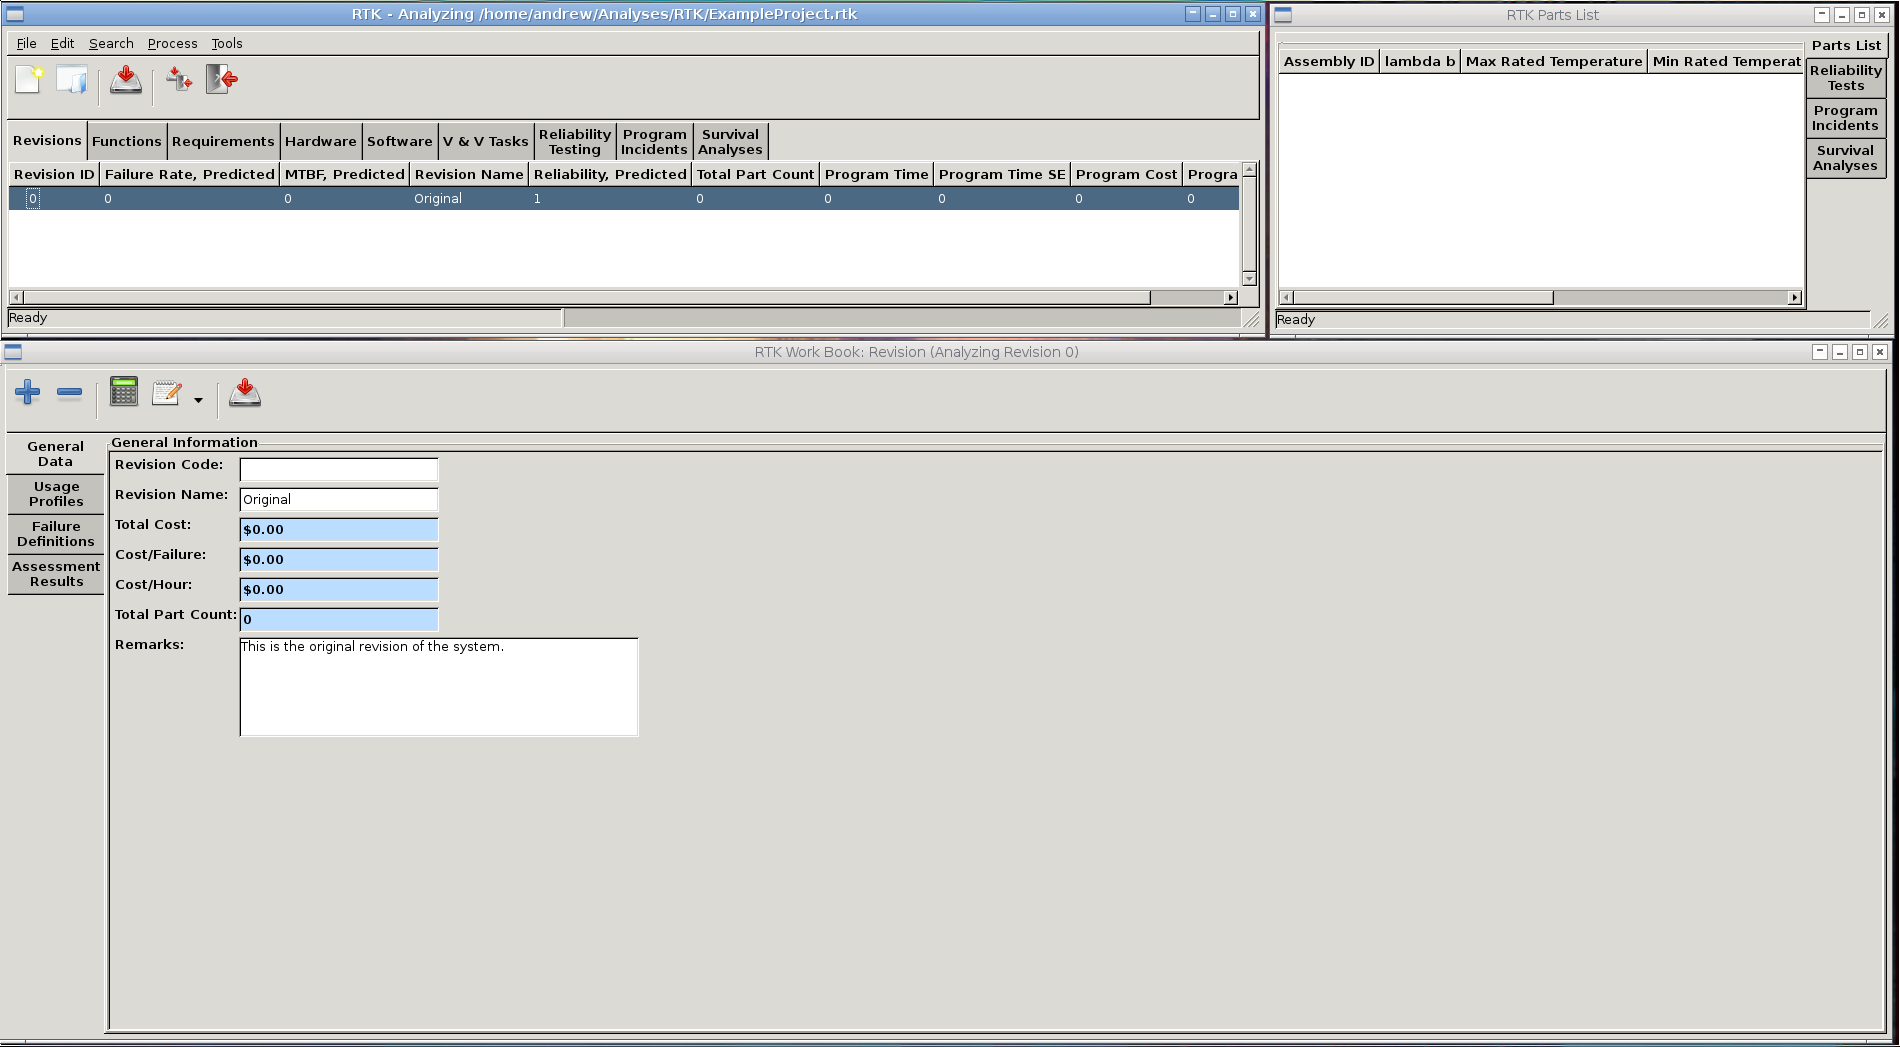 RTK - Analyzing /home/andrew/Analyses/RTK/ExampleProject.rtk
File Edit Search Process Tools
Revisions Functions Requirements Hardware Software V & V Tasks Reliability Testing Program Incidents Survival Analyses
Revision ID Failure Rate, Predicted MTBF, Predicted Revision Name Reliability, Predicted Total Part Count Program Time Program Time SE Program Cost Progra
0 0 0 Original 1 0 0 0 0 0
Ready
RTK Parts List
Parts List
Assembly ID lambda b Max Rated Temperature Min Rated Temperat
Reliability
Tests
Program
Incidents
Survival
Analyses
Ready
RTK Work Book: Revision (Analyzing Revision 0)
General
Data
Usage
Profiles
Failure
Definitions
Assessment
Results
General Information
Revision Code:
Revision Name: Original
Total Cost: $0.00
Cost/Failure: $0.00
Cost/Hour: $0.00
Total Part Count: 0
Remarks: This is the original revision of the system.